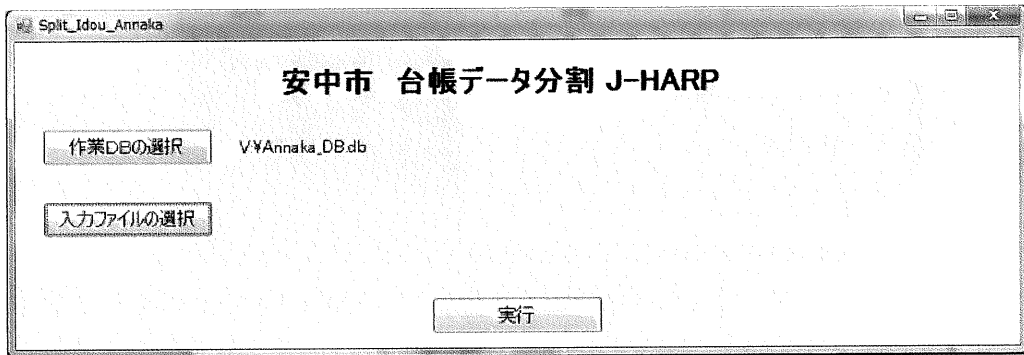 Split_Idou_Annaka
安中市 台帳データ分割 J-HARP
作業DBの選択 V:¥Annaka_DB.db
入力ファイルの選択
実行